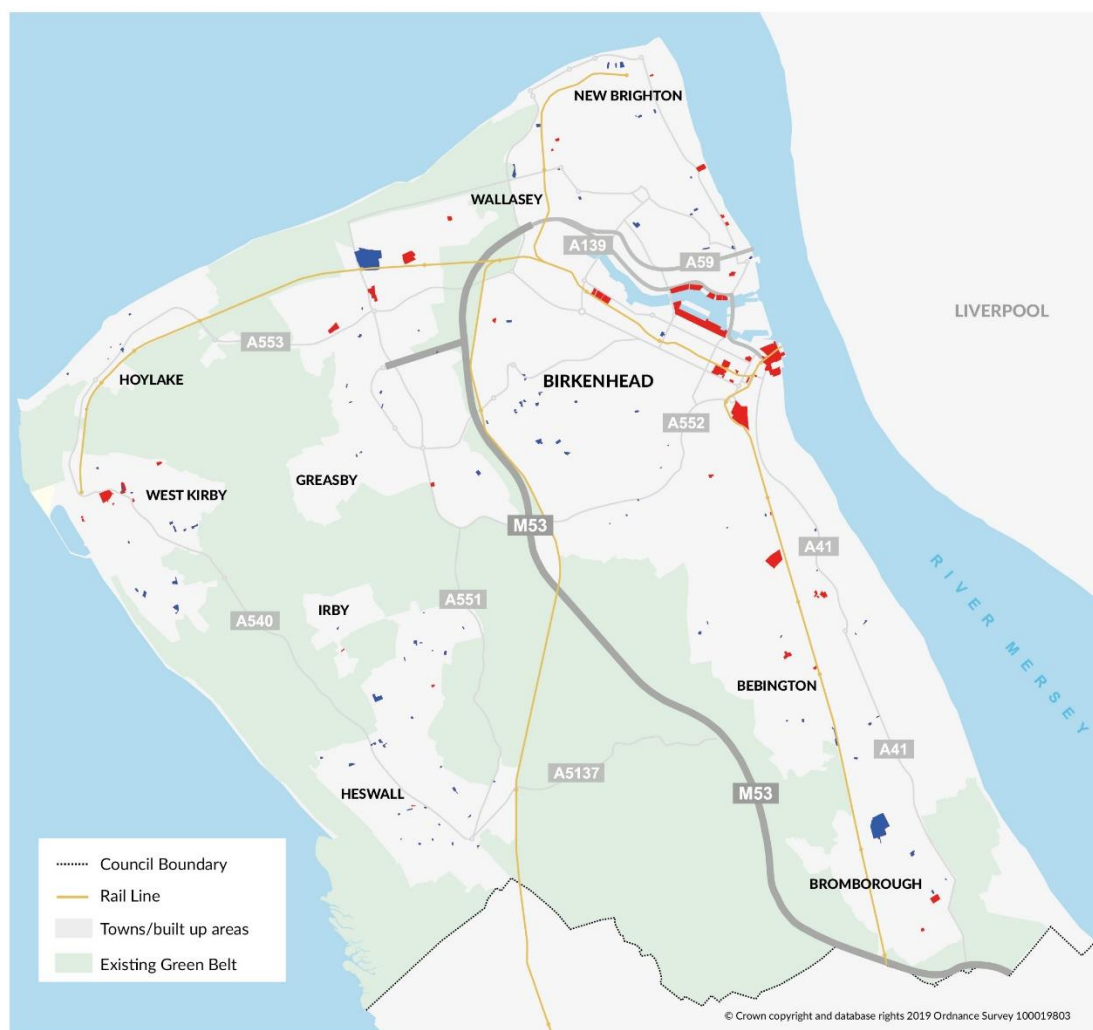 NEW BRIGHTON
WALLASEY
A139
A59
LIVERPOOL
A553
HOYLAKE
BIRKENHEAD
A552
GREASBY
WEST KIRBY
M53
A41
IRBY
A551
A540
RIVER MERSEY
BEBINGTON
A41
A5137
HESWALL
M53
BROMBOROUGH
Council Boundary
Rail Line
Towns/built up areas
Existing Green Belt
© Crown copyright and database rights 2019 Ordnance Survey 100019803